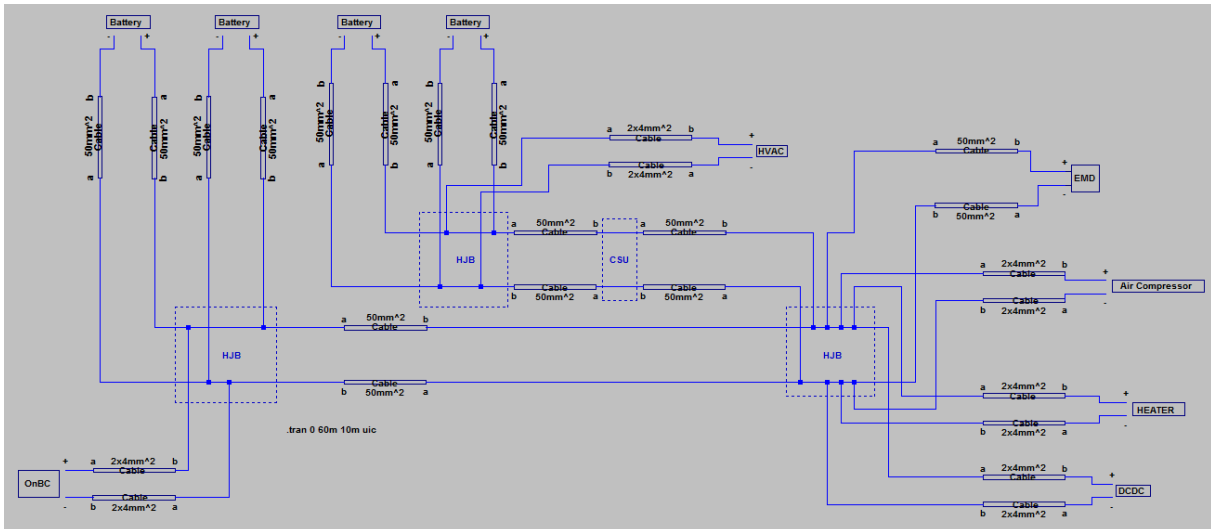 Battery Battery Battery Battery
- + - + - + - +
b a b a b a b a
50mm^2 Cable Cable 50mm^2 50mm^2 Cable Cable 50mm^2 50mm^2 Cable Cable 50mm^2 50mm^2 Cable Cable 50mm^2
a b a b a b a b
a 2x4mm^2 b
Cable
+
HVAC
-
Cable
b 2x4mm^2 a
a 50mm^2 b
Cable
+
EMD
-
Cable
b 50mm^2 a
a 50mm^2 b a 50mm^2 b
Cable Cable
HJB CSU
Cable Cable
b 50mm^2 a b 50mm^2 a
a 2x4mm^2 b
Cable
+
Air Compressor
-
Cable
b 2x4mm^2 a
a 50mm^2 b
Cable
HJB HJB
Cable
b 50mm^2 a
a 2x4mm^2 b
Cable
+
HEATER
-
Cable
b 2x4mm^2 a
.tran 0 60m 10m uic
a 2x4mm^2 b
Cable
+
OnBC
-
Cable
b 2x4mm^2 a
a 2x4mm^2 b
Cable
+
DCDC
-
Cable
b 2x4mm^2 a